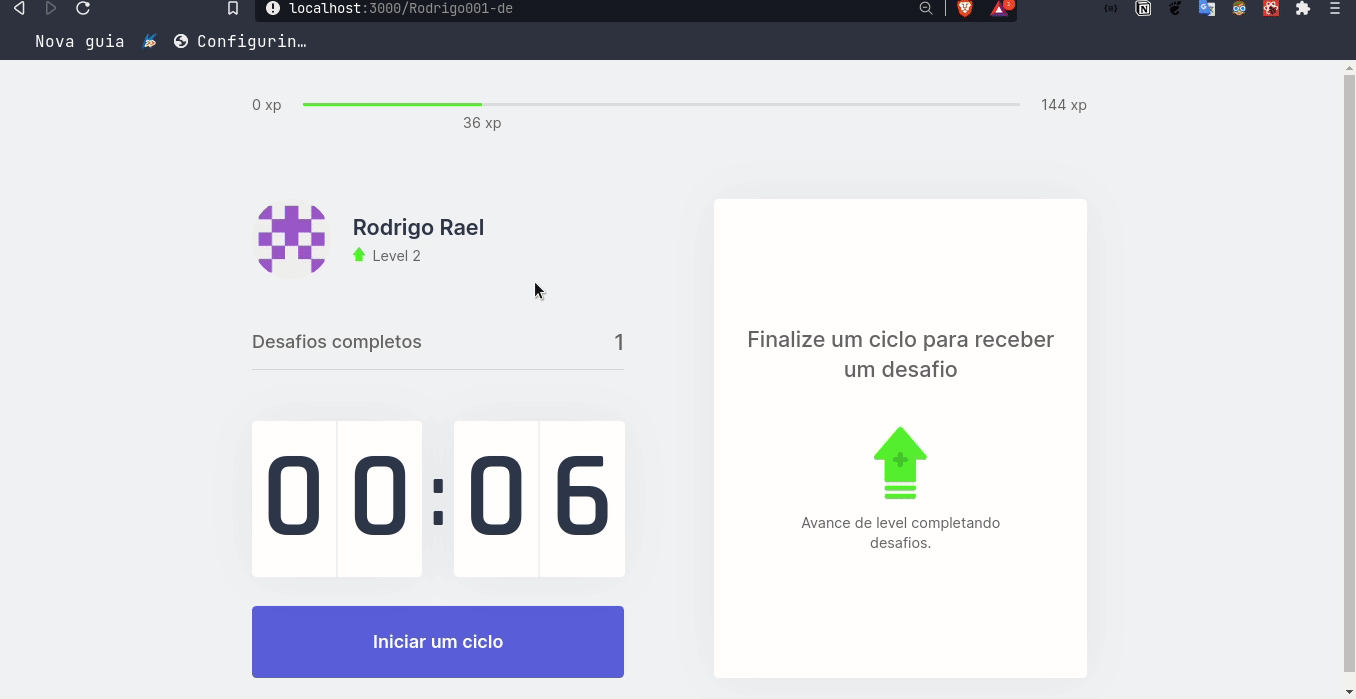 localhost:3000/Rodrigo001-de
3
Nova guia
Configurin…
0 xp
144 xp
36 xp
Rodrigo Rael
Level 2
Desafios completos 1
00:06
Iniciar um ciclo
Finalize um ciclo para receber
um desafio
Avance de level completando
desafios.